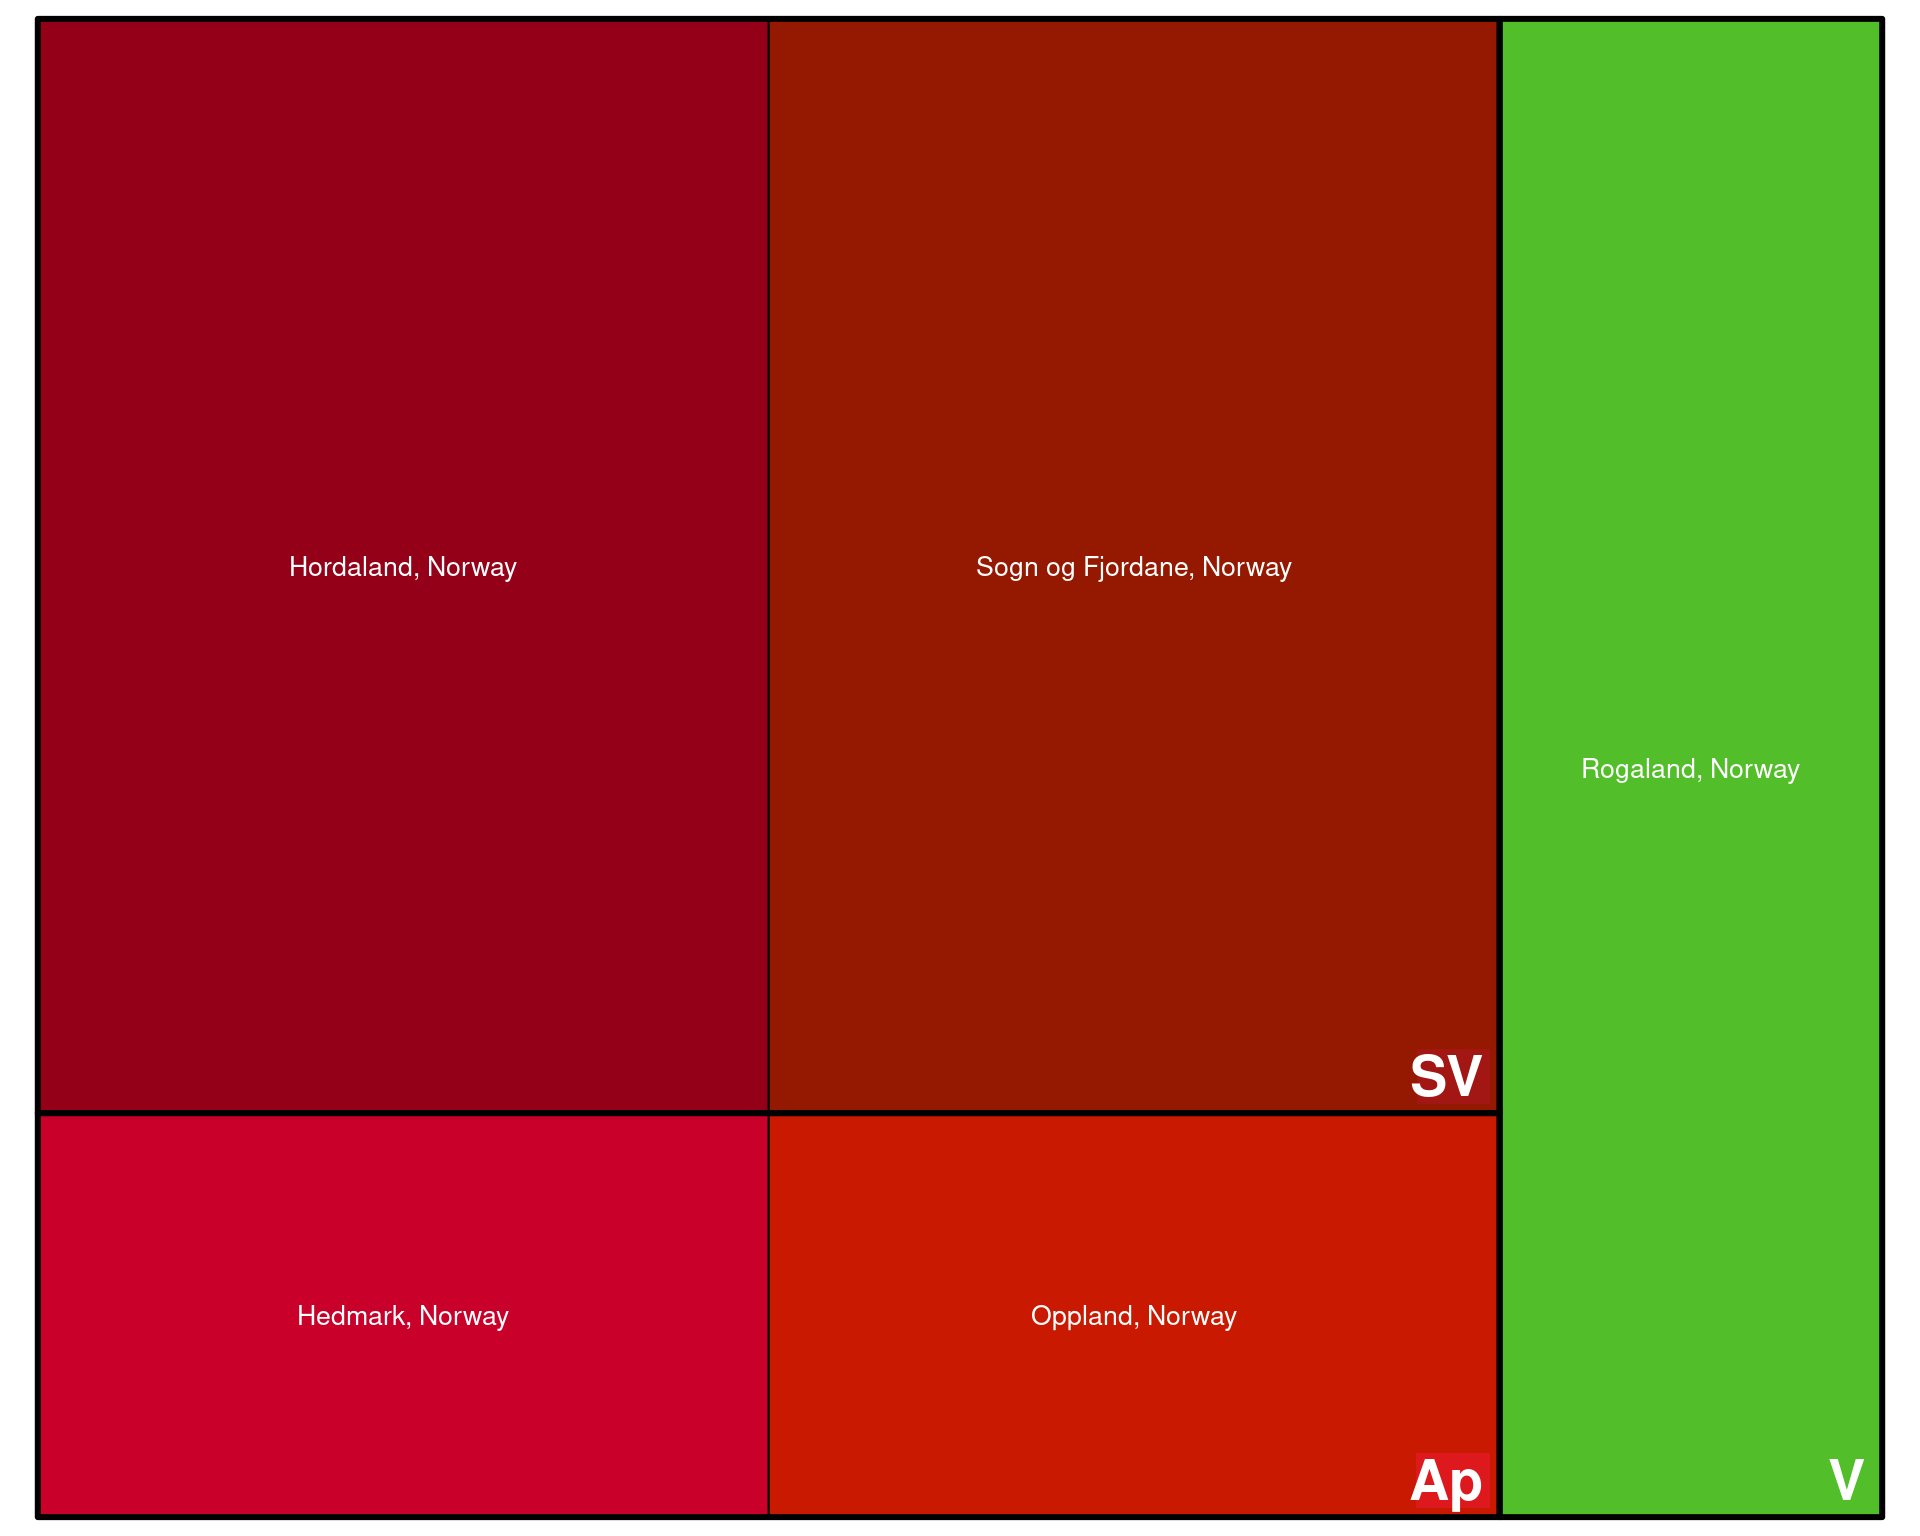 Hordaland, Norway
Sogn og Fjordane, Norway
SV
Rogaland, Norway
Hedmark, Norway
Oppland, Norway
Ap
V